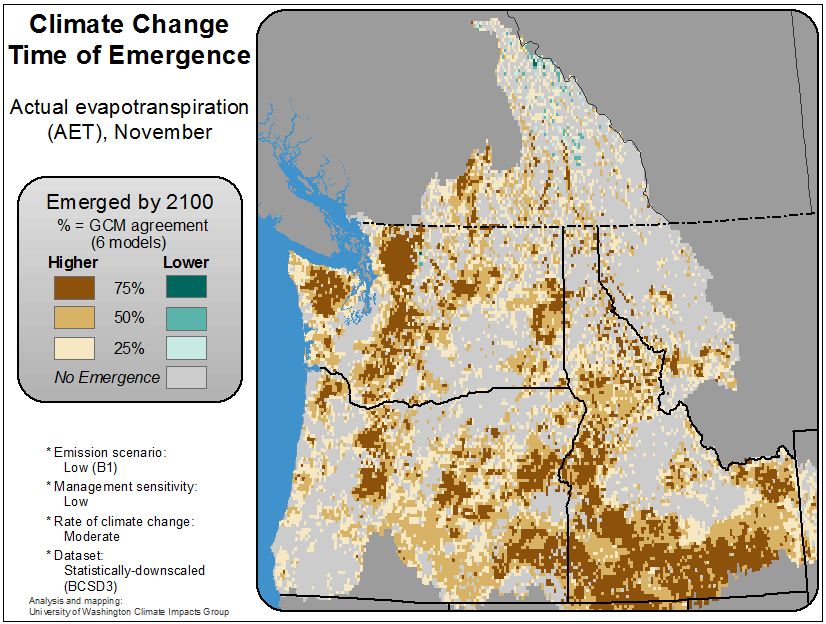 Climate Change
Time of Emergence
Actual evapotranspiration
(AET), November
Emerged by 2100
% = GCM agreement
(6 models)
Higher Lower
75%
50%
25%
No Emergence
* Emission scenario:
Low (B1)
* Management sensitivity:
Low
* Rate of climate change:
Moderate
* Dataset:
Statistically-downscaled
(BCSD3)
Analysis and mapping:
University of Washington Climate Impacts Group